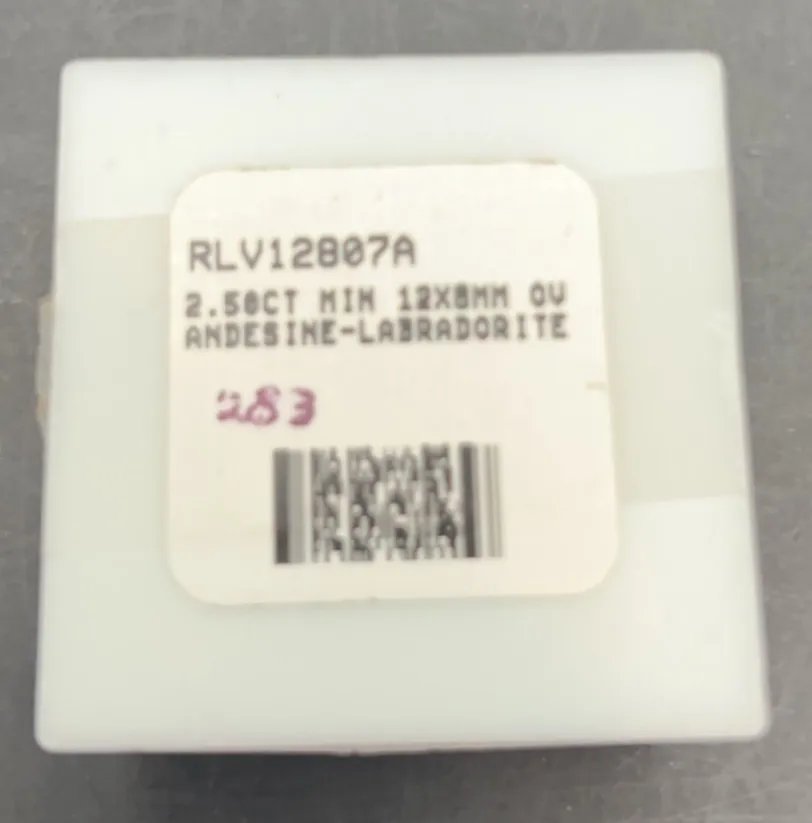 RLV12807A
2.50CT MIN 12X8MM OV
ANDESINE-LABRADORITE
283